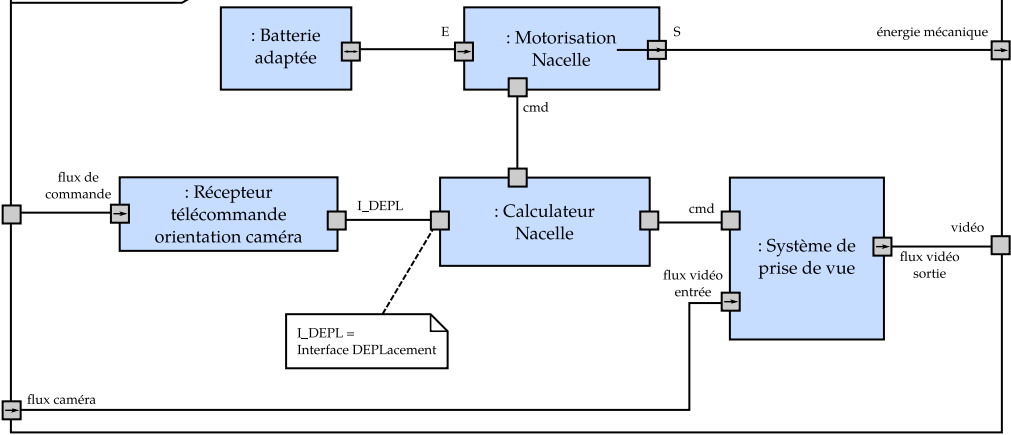 : Batterie
adaptée
E
: Motorisation
Nacelle
S
énergie mécanique
cmd
flux de
commande
: Récepteur
télécommande
orientation caméra
I_DEPL
: Calculateur
Nacelle
cmd
: Système de
prise de vue
vidéo
flux vidéo
sortie
flux vidéo
entrée
I_DEPL =
Interface DEPLacement
flux caméra